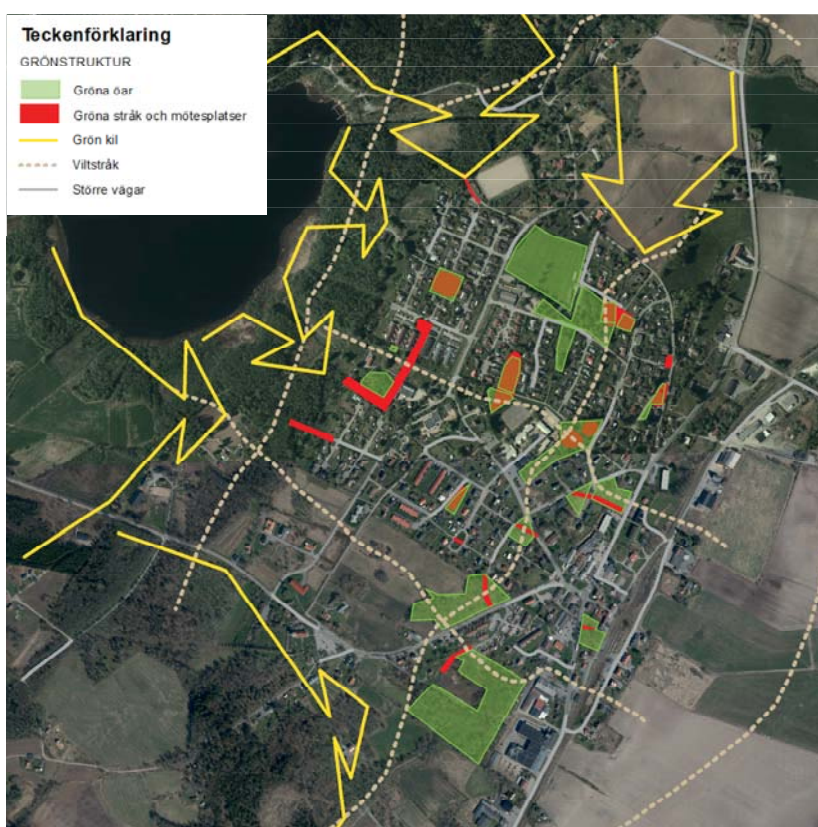 Teckenförklaring
GRÖNSTRUKTUR
Gröna öar
Gröna stråk och mötesplatser
Grön kil
Viltstråk
Större vägar